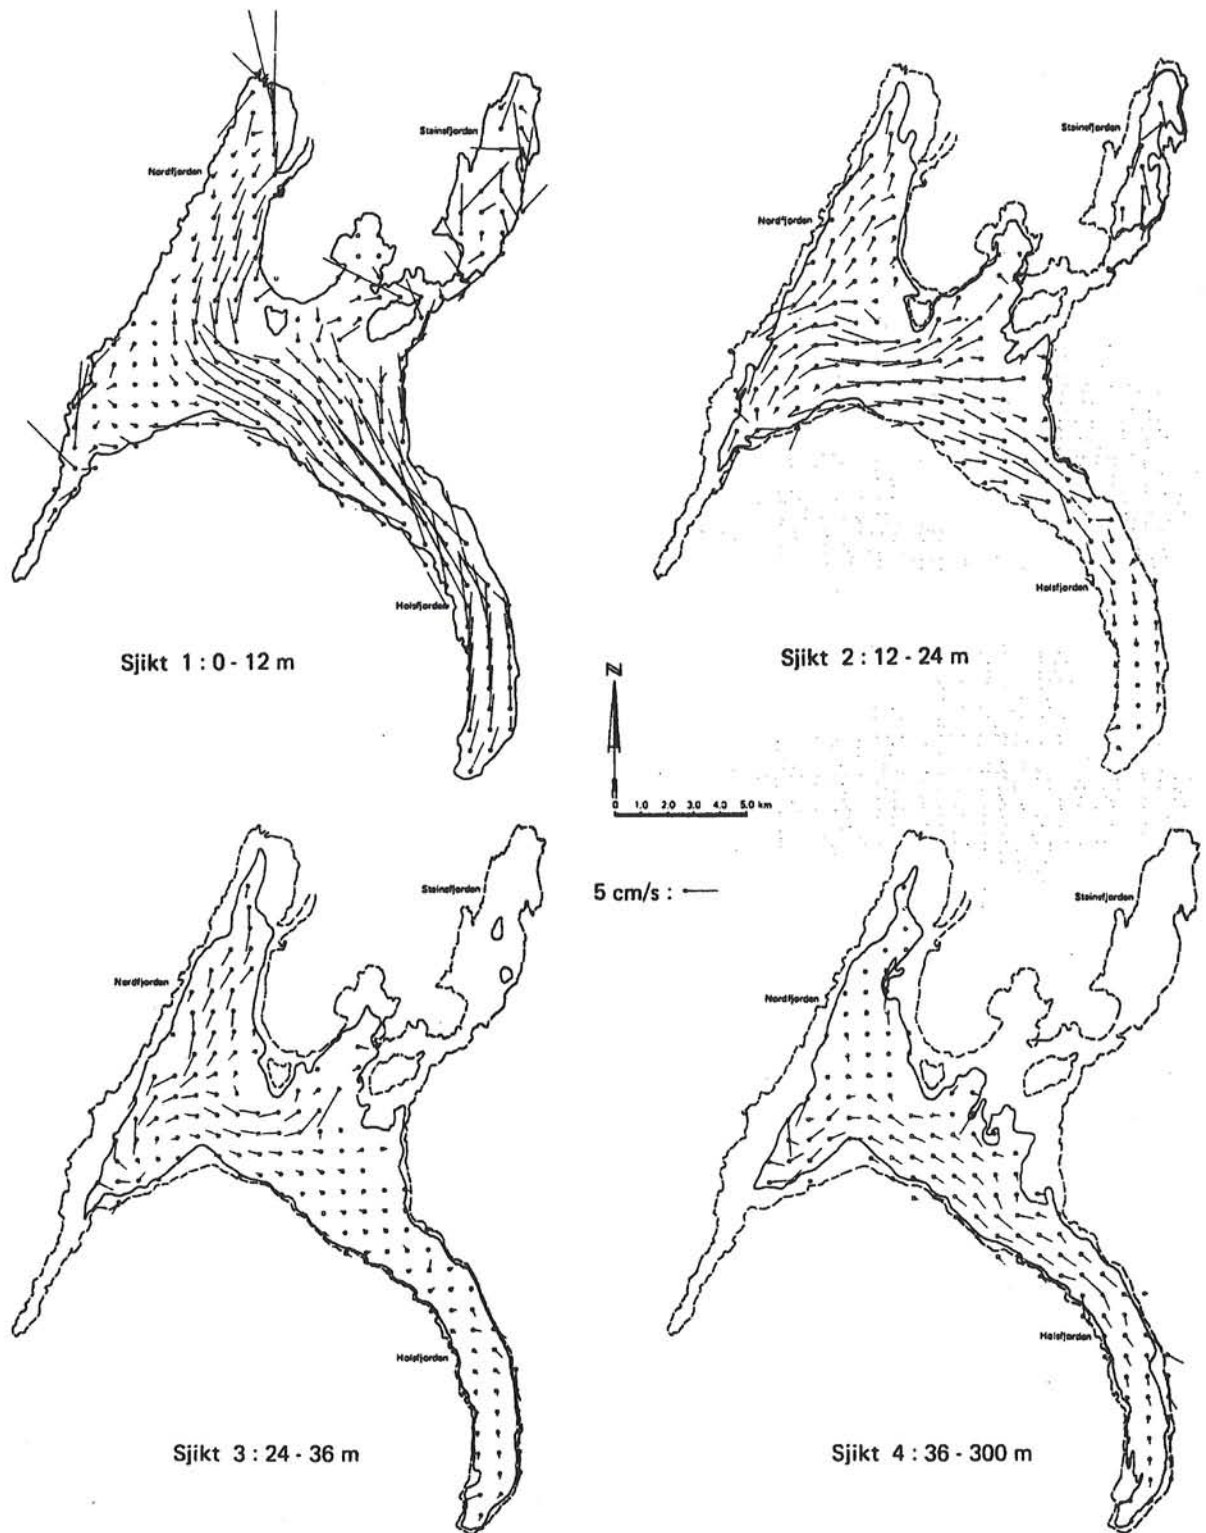 Steinsfjorden
Nordfjorden
Holsfjorden
Sjikt 1 : 0 - 12 m
Steinsfjorden
Nordfjorden
Holsfjorden
Sjikt 2 : 12 - 24 m
N
0 1.0 2.0 3.0 4.0 5.0 km
5 cm/s :
Steinsfjorden
Nordfjorden
Holsfjorden
Sjikt 3 : 24 - 36 m
Steinsfjorden
Nordfjorden
Holsfjorden
Sjikt 4 : 36 - 300 m